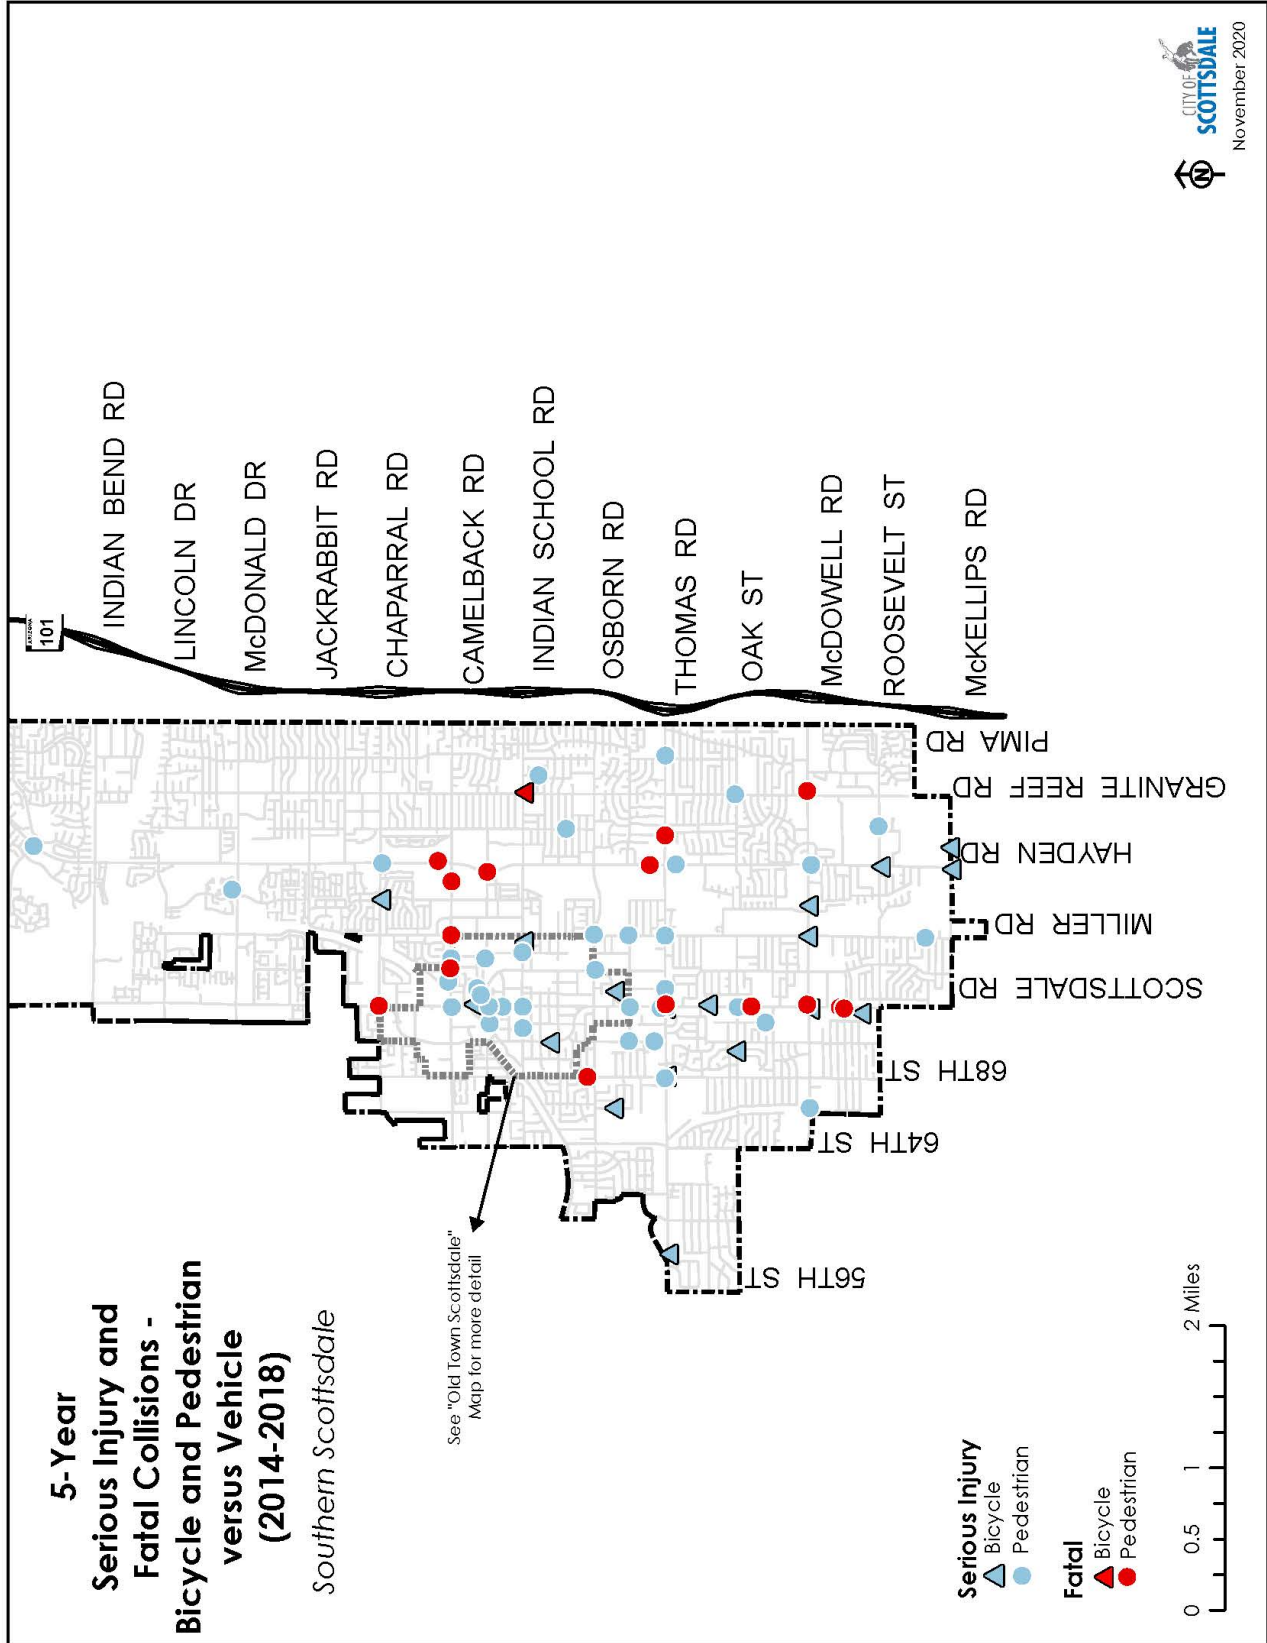 5-Year
Serious Injury and
Fatal Collisions -
Bicycle and Pedestrian
versus Vehicle
(2014-2018)
Southern Scottsdale
See "Old Town Scottsdale"
Map for more detail
ARIZONA
101
INDIAN BEND RD
LINCOLN DR
McDONALD DR
JACKRABBIT RD
CHAPARRAL RD
CAMELBACK RD
INDIAN SCHOOL RD
OSBORN RD
THOMAS RD
OAK ST
McDOWELL RD
ROOSEVELT ST
McKELLIPS RD
56TH ST
64TH ST
68TH ST
SCOTTSDALE RD
MILLER RD
HAYDEN RD
GRANITE REEF RD
PIMA RD
Serious Injury
Bicycle
Pedestrian
Fatal
Bicycle
Pedestrian
0 0.5 1 2 Miles
N
CITY OF
SCOTTSDALE
November 2020